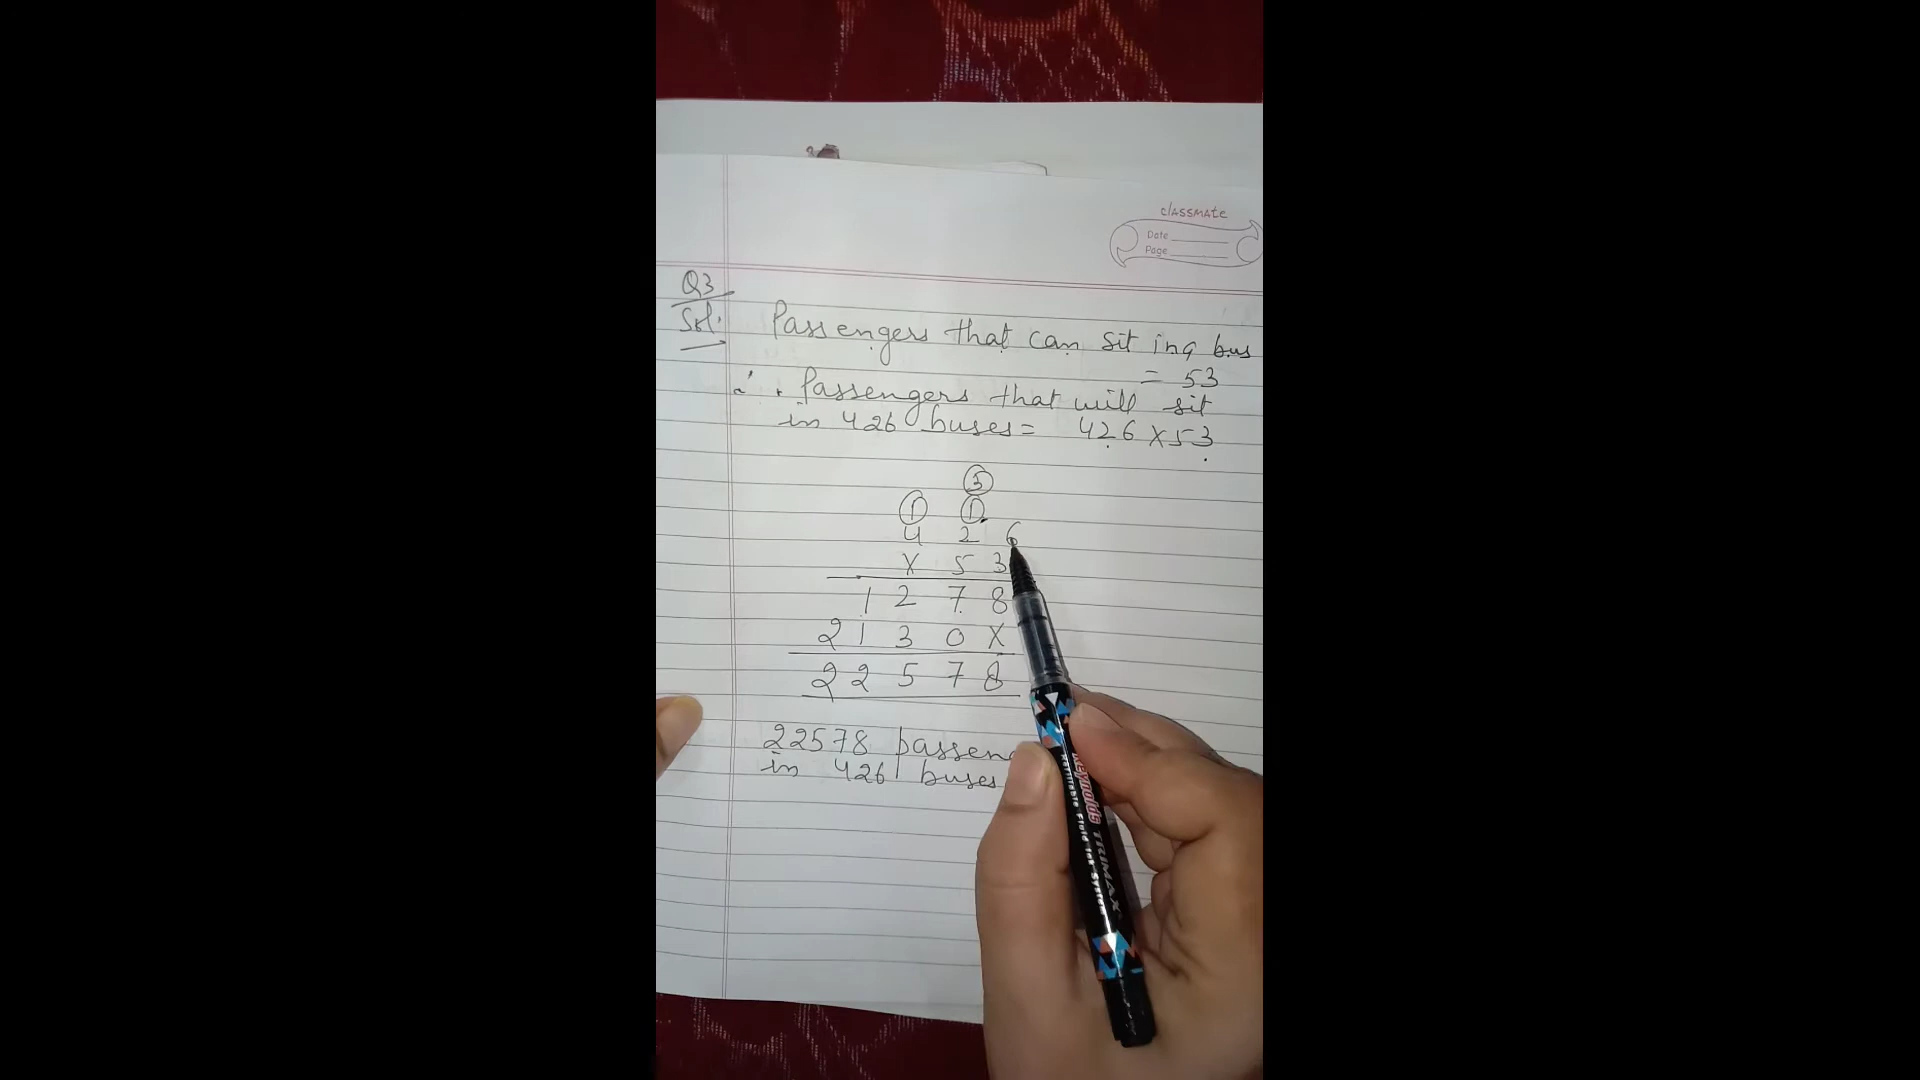 classmate
Date
Page
Q3
Sol. Passengers that can sit in a bus
= 53
∴ Passengers that will sit
in 426 buses = 426 X 53
3
1 1
4 2 6
X 5 3
1 2 7 8
2 1 3 0 X
2 2 5 7 8
22578 passen
in 426 buses
Reynolds TRIMAX